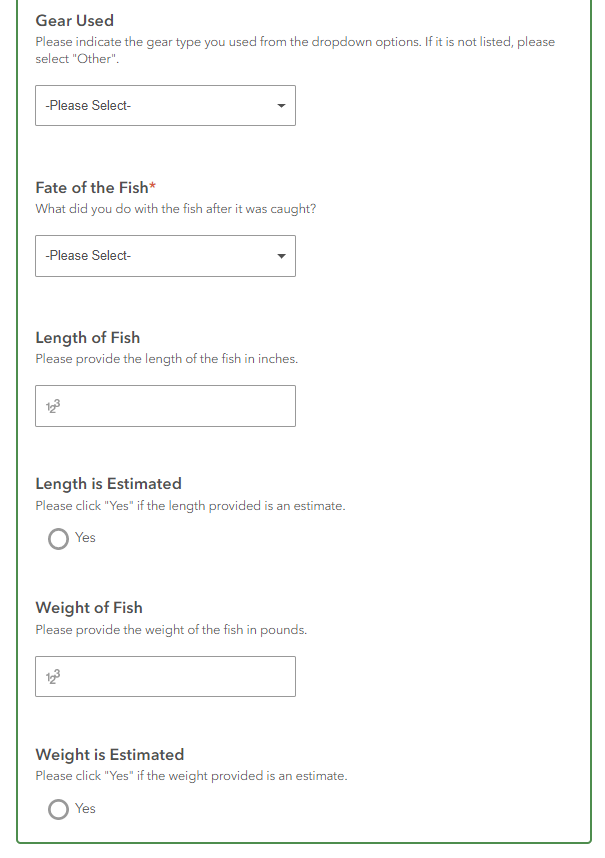 Gear Used
Please indicate the gear type you used from the dropdown options. If it is not listed, please
select "Other".
-Please Select-
Fate of the Fish*
What did you do with the fish after it was caught?
-Please Select-
Length of Fish
Please provide the length of the fish in inches.
123
Length is Estimated
Please click "Yes" if the length provided is an estimate.
Yes
Weight of Fish
Please provide the weight of the fish in pounds.
123
Weight is Estimated
Please click "Yes" if the weight provided is an estimate.
Yes